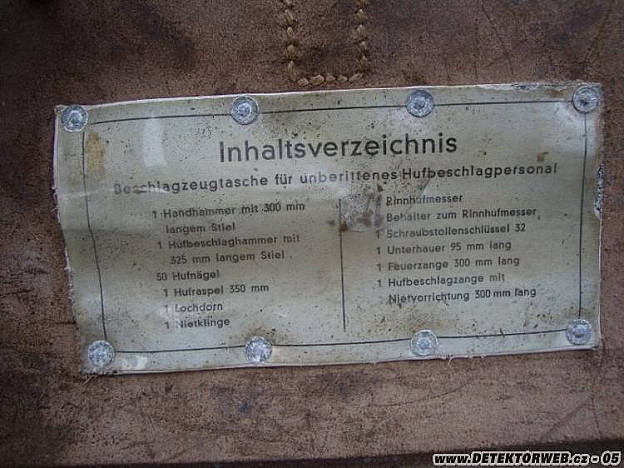 Inhaltsverzeichnis
Beschlagzeugtasche für unberittenes Hufbeschlagpersonal
1 Handhammer mit 300 mm
langem Stiel
1 Hufbeschlaghammer mit
325 mm langem Stiel
50 Hufnägel
1 Hufraspel 350 mm
1 Lochdorn
1 Nietklinge
Rinnhufmesser
Behälter zum Rinnhufmesser
1 Schraubstollenschlüssel 32
1 Unterhauer 95 mm lang
1 Feuerzange 300 mm lang
1 Hufbeschlagzange mit
Nietvorrichtung 300 mm lang
www.DETEKTORWEB.cz - 05